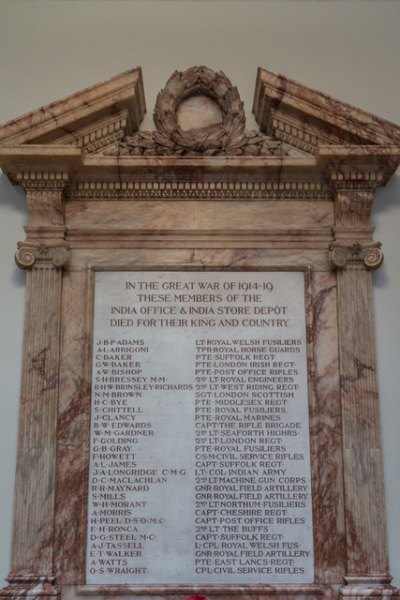 IN THE GREAT WAR OF 1914-19
THESE MEMBERS OF THE
INDIA OFFICE & INDIA STORE DEPÔT
DIED FOR THEIR KING AND COUNTRY
J·B·P·ADAMS LT·ROYAL WELSH FUSILIERS
A·L·ARRIGONI TPR·ROYAL HORSE GUARDS
C·BAKER PTE·SUFFOLK REGT
G·W·BAKER PTE·LONDON IRISH REGT
A·W·BISHOP PTE·POST OFFICE RIFLES
S·H·BRESSEY M·M· 2ND LT·ROYAL ENGINEERS
R·H·W·BRINSLEY RICHARDS 2ND LT·WEST RIDING REGT
N·M·BROWN SGT·LONDON SCOTTISH
H·C·BYE PTE·MIDDLESEX REGT
S·CHITTELL PTE·ROYAL FUSILIERS
J·CLANCY PTE·ROYAL MARINES
B·W·EDWARDS CAPT·THE RIFLE BRIGADE
W·M·GARDNER 2ND LT·SEAFORTH HIGHRS·
F·GOLDING 2ND LT·LONDON REGT
G·B·GRAY PTE·ROYAL FUSILIERS
F·HOWETT C·S·M·CIVIL SERVICE RIFLES
A·L·JAMES CAPT·SUFFOLK REGT·
J·A·LONGRIDGE C·M·G LT·COL·INDIAN ARMY
D·C·MACLACHLAN 2ND LT·MACHINE GUN CORPS
R·R·MAYNARD GNR·ROYAL FIELD ARTILLERY
S·MILLS GNR·ROYAL FIELD ARTILLERY
W·H·MORANT 2ND LT·NORTHUM·FUSILIERS
A·MORRIS CAPT·CHESHIRE REGT
H·PEEL D·S·O·M·C· CAPT·POST OFFICE RIFLES
E·H·RONCA 2ND LT THE BUFFS
D·G·STEEL M·C· CAPT·SUFFOLK REGT
A·J·TASSELL L·CPL·ROYAL WELSH FUS·
E·T·WALKER GNR·ROYAL FIELD ARTILLERY
A·WATTS PTE·EAST LANCS·REGT·
O·S·WRAIGHT CPL·CIVIL SERVICE RIFLES